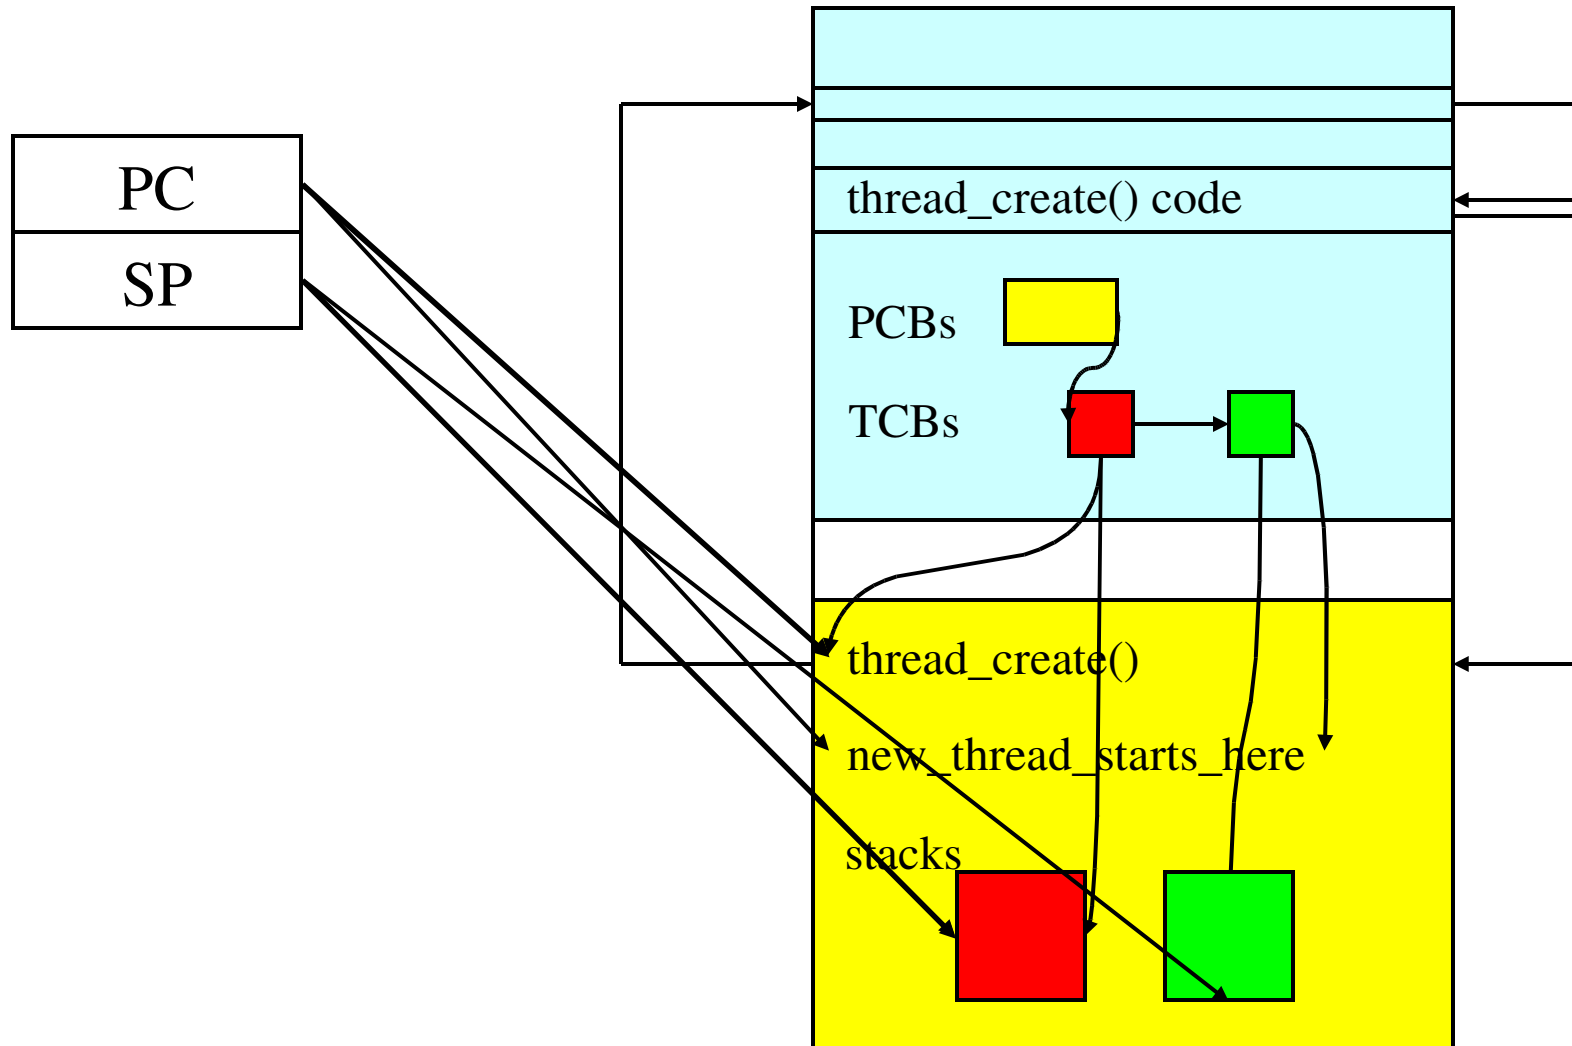 PC
SP
thread_create() code
PCBs
TCBs
thread_create()
new_thread_starts_here
stacks